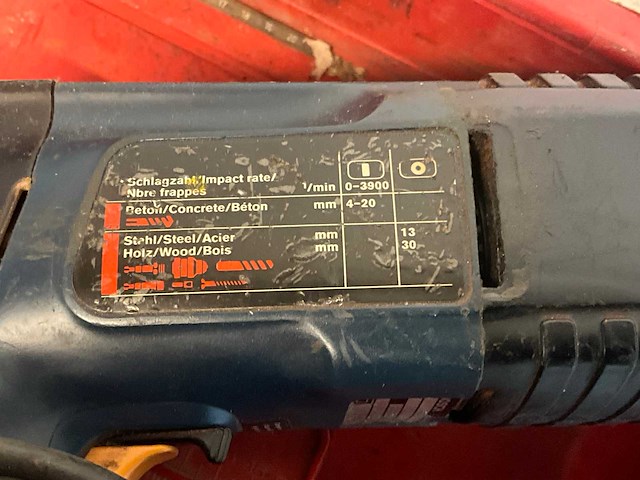 Schlagzahl/Impact rate/
Nbre frappes 1/min 0–3900
Beton/Concrete/Béton mm 4–20
Stahl/Steel/Acier mm 13
Holz/Wood/Bois mm 30